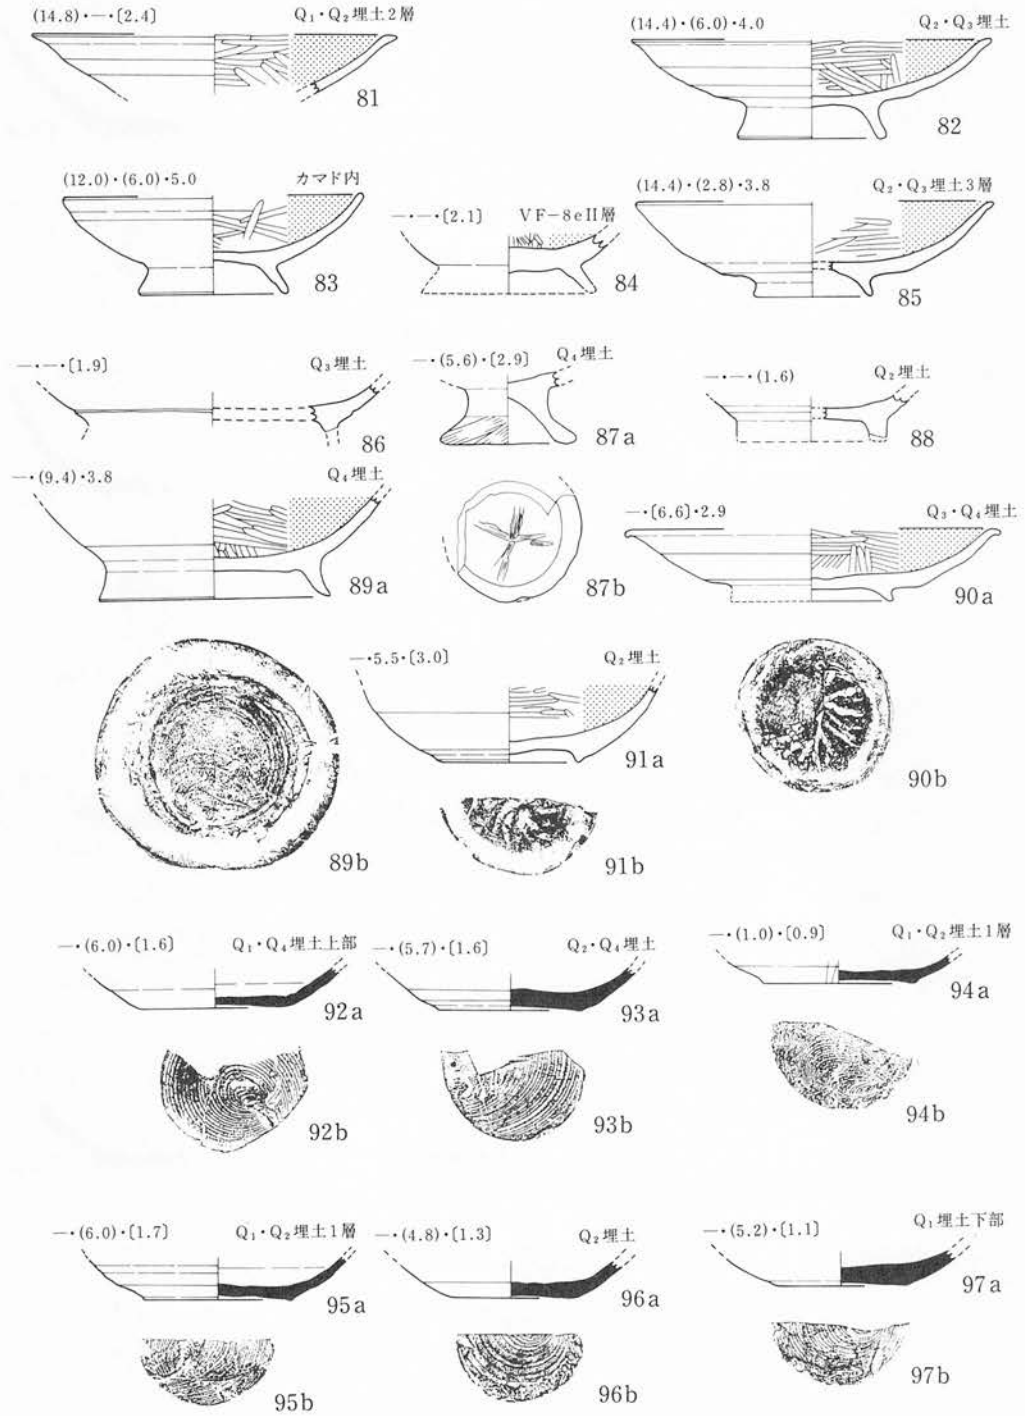 (14.8)·—·〔2.4〕 Q₁·Q₂埋土2層
81
(14.4)·(6.0)·4.0 Q₂·Q₃埋土
82
(12.0)·(6.0)·5.0 カマド内
83
—·—·〔2.1〕 VF-8eII層
84
(14.4)·(2.8)·3.8 Q₂·Q₃埋土3層
85
—·—·〔1.9〕 Q₃埋土
86
—·(5.6)·〔2.9〕 Q₄埋土
87a
—·—·(1.6) Q₂埋土
88
—·(9.4)·3.8 Q₄埋土
89a
87b
—·〔6.6〕·2.9 Q₃·Q₄埋土
90a
89b
—·5.5·〔3.0〕 Q₂埋土
91a
91b
90b
—·(6.0)·〔1.6〕 Q₁·Q₄埋土上部
92a
—·(5.7)·〔1.6〕 Q₂·Q₄埋土
93a
—·(1.0)·〔0.9〕 Q₁·Q₂埋土1層
94a
92b
93b
94b
—·(6.0)·〔1.7〕 Q₁·Q₂埋土1層
95a
—·(4.8)·〔1.3〕 Q₂埋土
96a
—·(5.2)·〔1.1〕 Q₁埋土下部
97a
95b
96b
97b